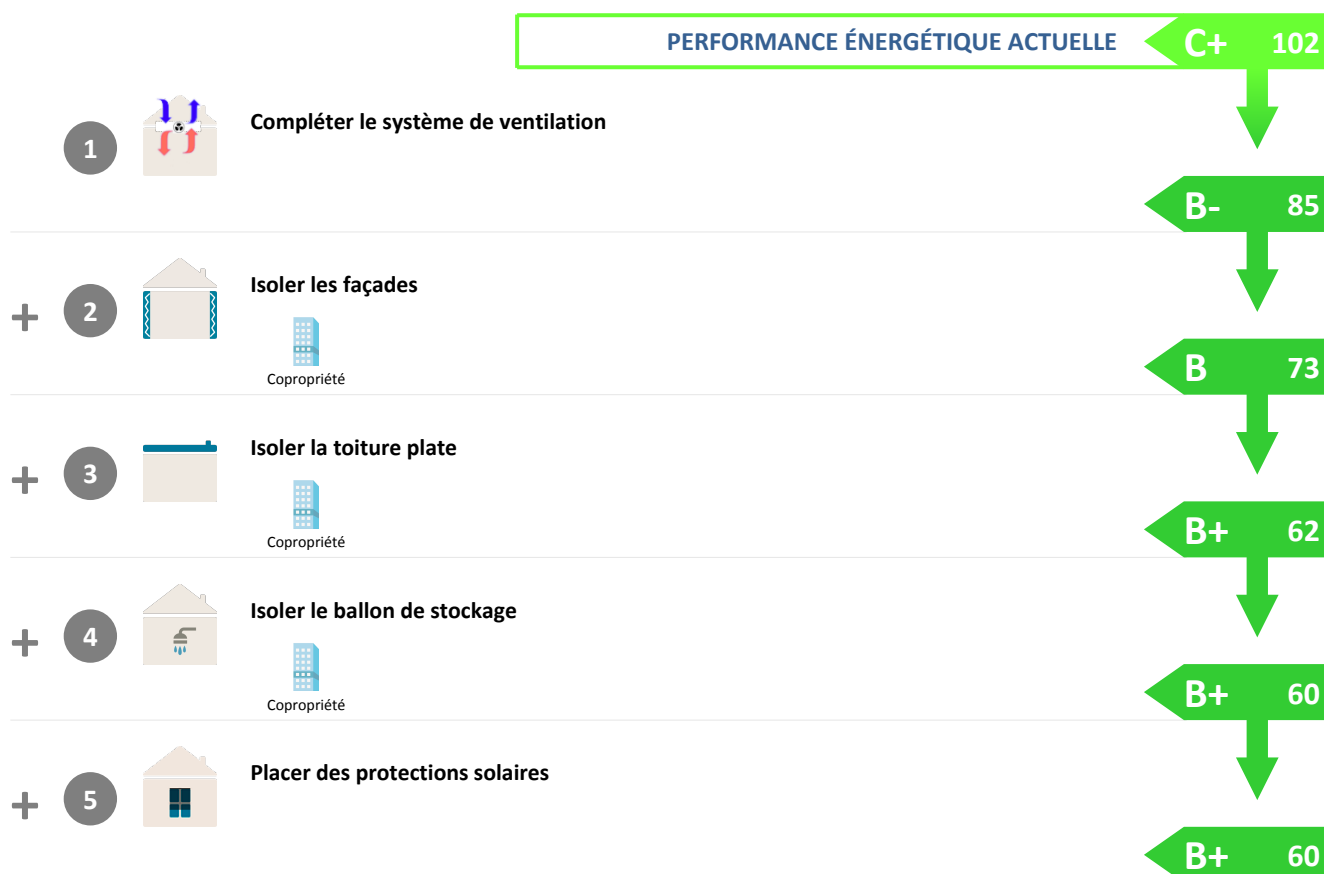 PERFORMANCE ÉNERGÉTIQUE ACTUELLE C+ 102
1 Compléter le système de ventilation
B- 85
+ 2 Isoler les façades
Copropriété
B 73
+ 3 Isoler la toiture plate
Copropriété
B+ 62
+ 4 Isoler le ballon de stockage
Copropriété
B+ 60
+ 5 Placer des protections solaires
B+ 60